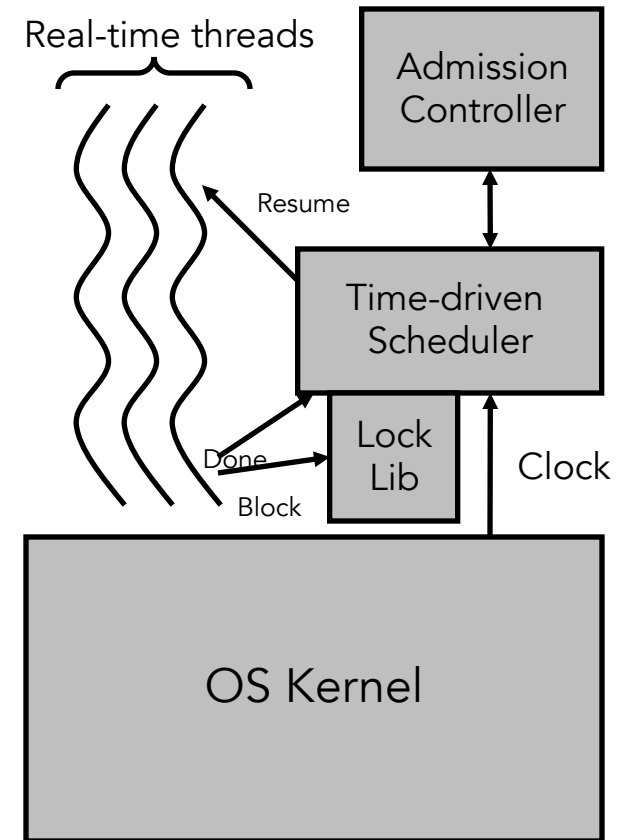 Real-time threads
Admission
Controller
Resume
Time-driven
Scheduler
Done
Lock
Lib
Clock
Block
OS Kernel